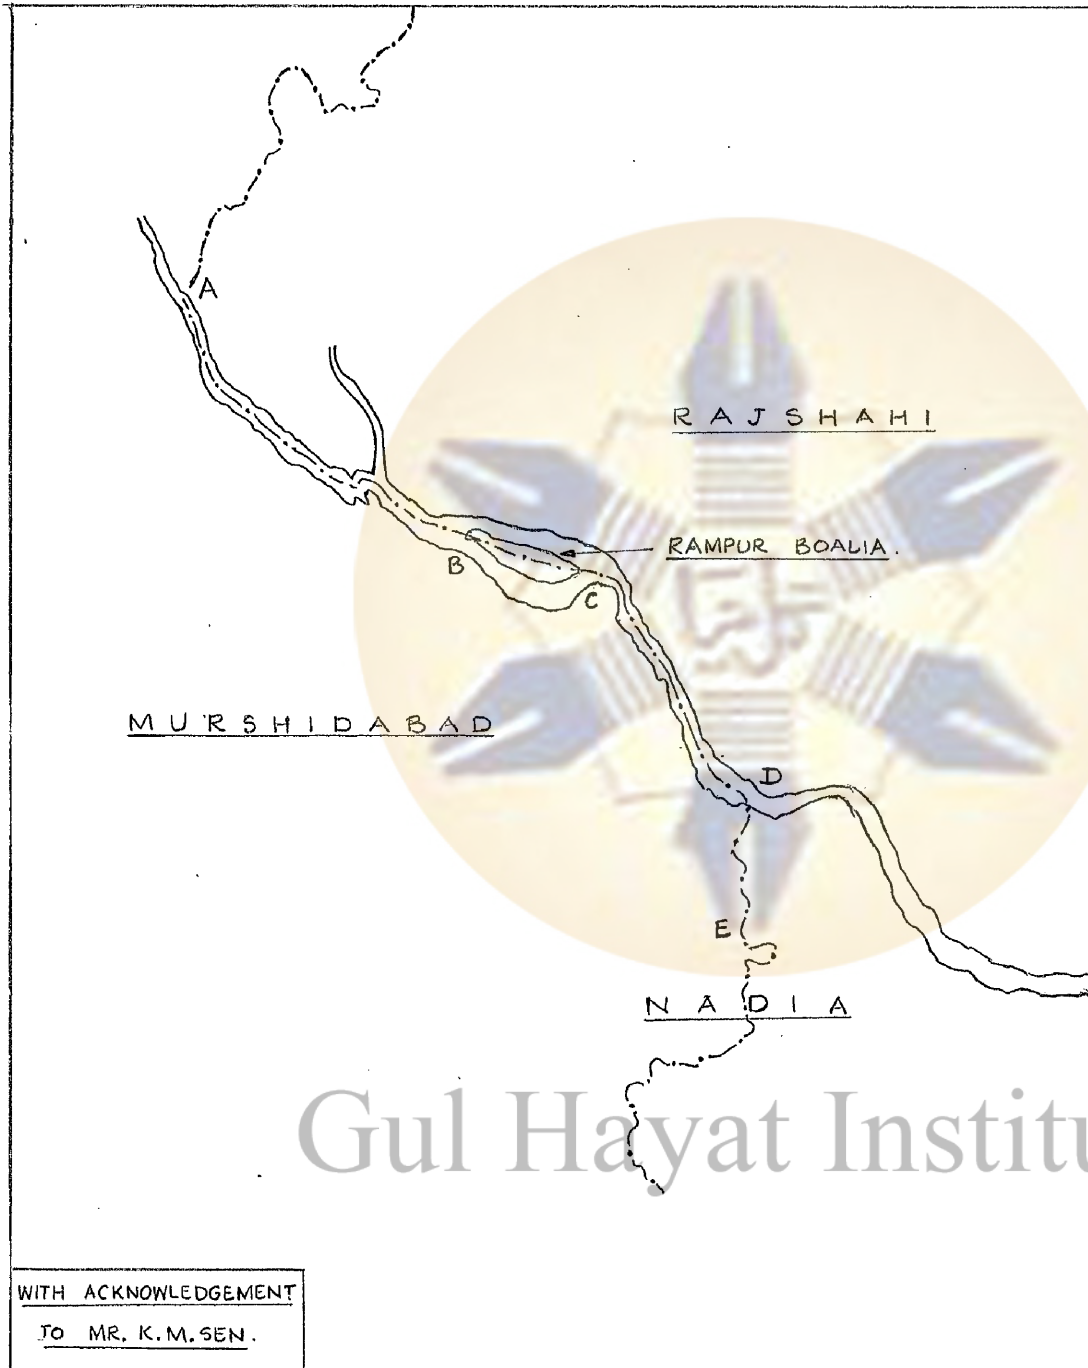 A
RAJSHAHI
RAMPUR BOALIA.
B
C
MURSHIDABAD
D
E
NADIA
Gul Hayat Institu
WITH ACKNOWLEDGEMENT
TO MR. K.M. SEN.